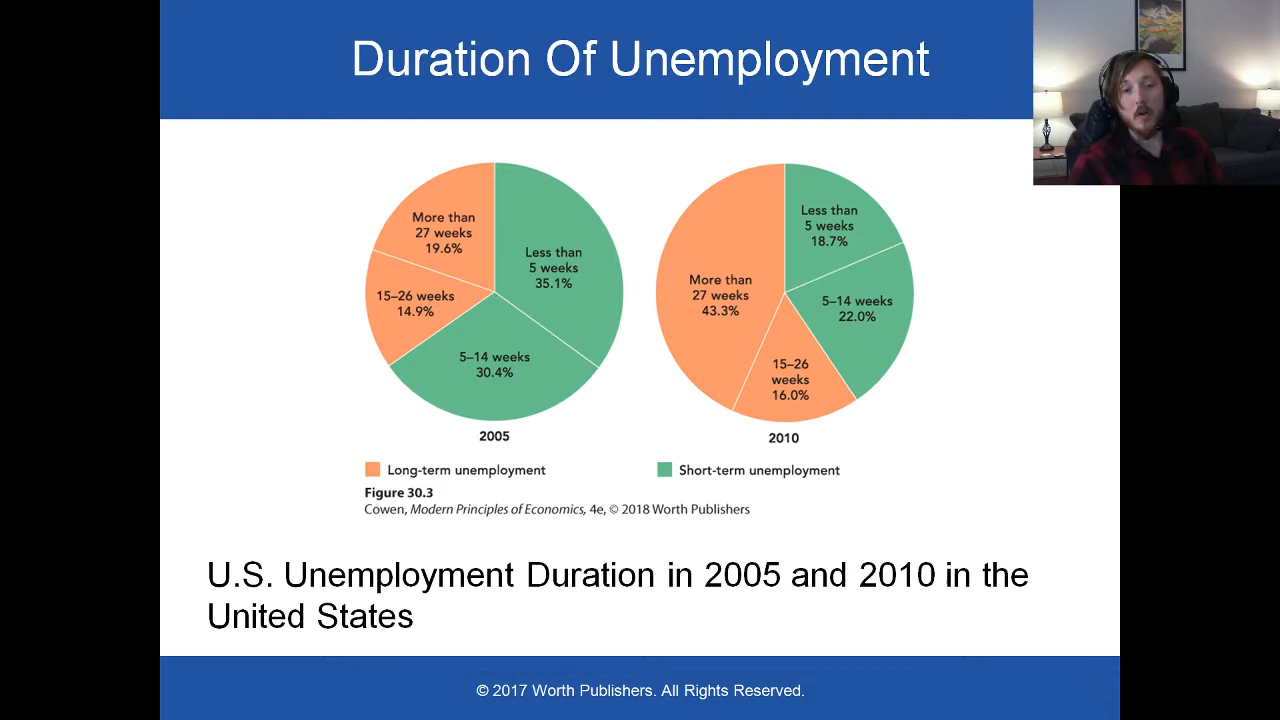 Duration Of Unemployment
More than
27 weeks
19.6%
Less than
5 weeks
35.1%
15–26 weeks
14.9%
5–14 weeks
30.4%
2005
Less than
5 weeks
18.7%
More than
27 weeks
43.3%
5–14 weeks
22.0%
15–26
weeks
16.0%
2010
Long-term unemployment
Short-term unemployment
Figure 30.3
Cowen, Modern Principles of Economics, 4e, © 2018 Worth Publishers
U.S. Unemployment Duration in 2005 and 2010 in the
United States
© 2017 Worth Publishers. All Rights Reserved.